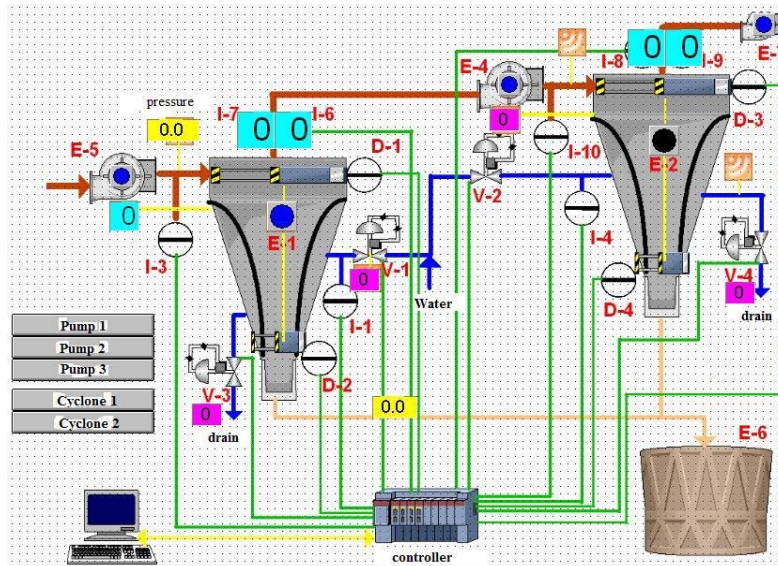 I-8
0
0
I-9
E-
E-4
pressure
I-7
I-6
0.0
0
0
0
D-1
D-3
E-5
I-10
E-2
0
V-2
E-1
I-3
I-4
V-1
0
Water
V-4
0
drain
D-4
I-1
Pump 1
Pump 2
Pump 3
D-2
V-3
Cyclone 1
Cyclone 2
0
0.0
drain
E-6
controller